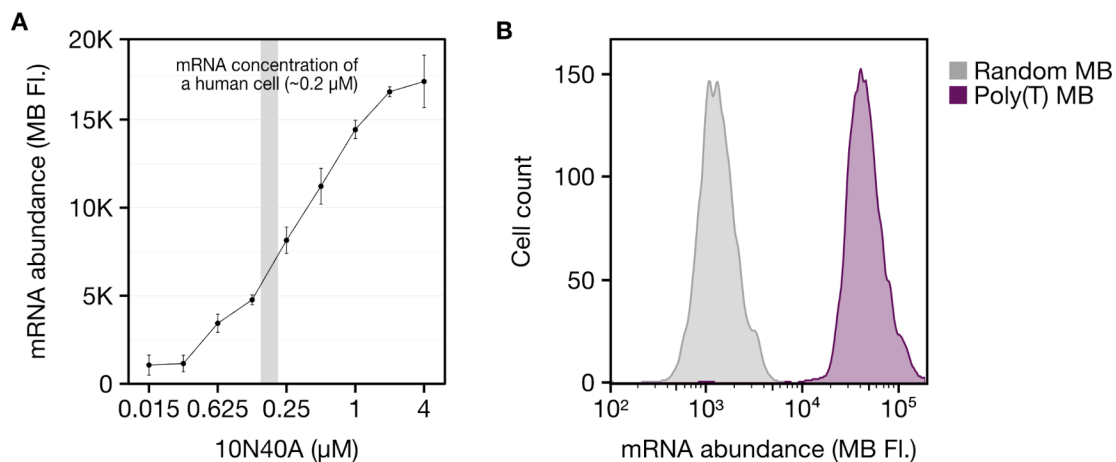 A
mRNA abundance (MB Fl.)
20K
15K
10K
5K
0
mRNA concentration of
a human cell (~0.2 µM)
0.015 0.625 0.25 1 4
10N40A (µM)
B
Cell count
150
100
50
0
10² 10³ 10⁴ 10⁵
mRNA abundance (MB Fl.)
Random MB
Poly(T) MB